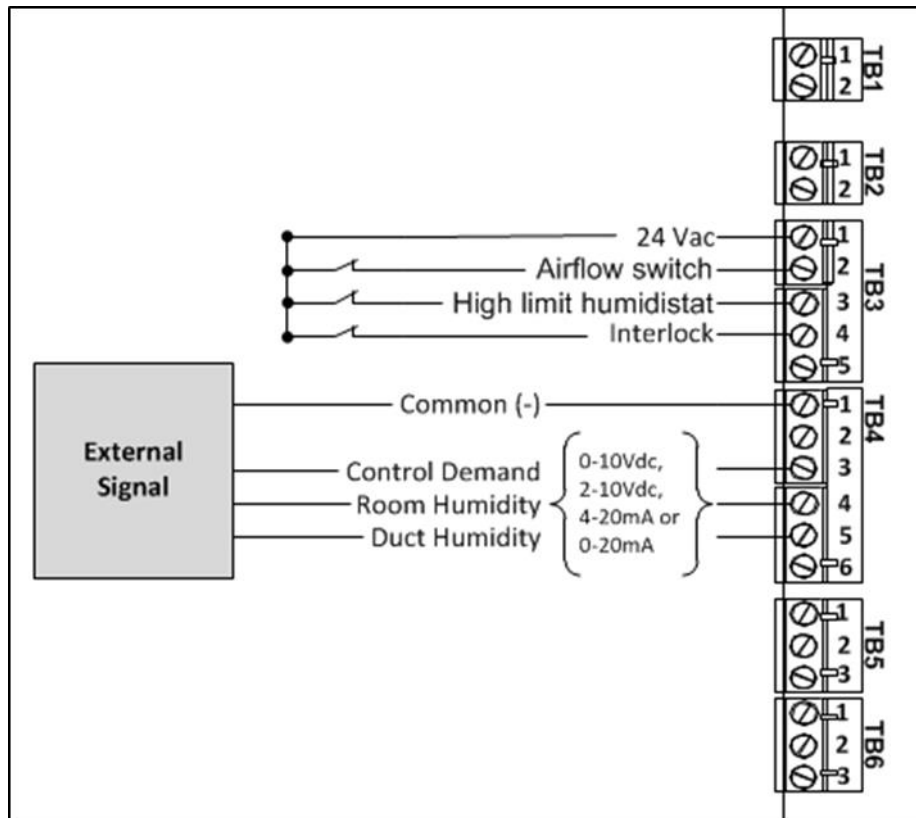 1
2
TB1
1
2
TB2
24 Vac
1
Airflow switch
2
High limit humidistat
3
Interlock
4
5
TB3
Common (-)
1
2
Control Demand
3
Room Humidity
4
Duct Humidity
5
6
TB4
0-10Vdc,
2-10Vdc,
4-20mA or
0-20mA
External
Signal
1
2
3
TB5
1
2
3
TB6